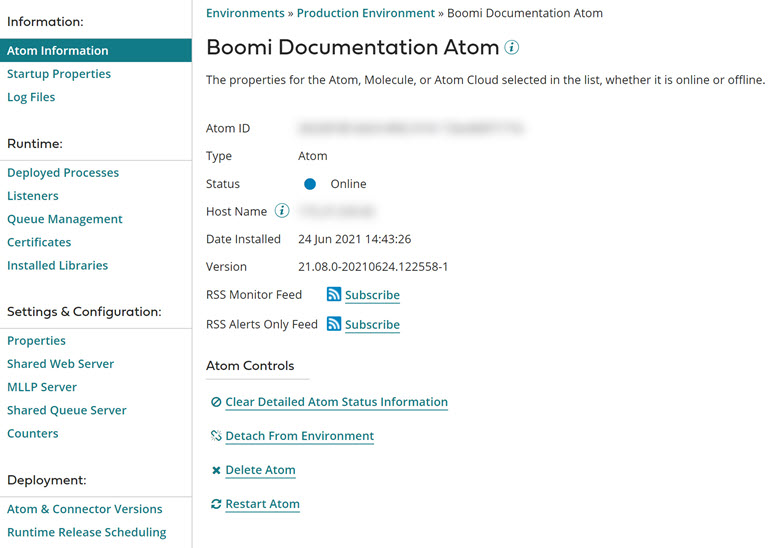 Information:
Atom Information
Startup Properties
Log Files
Runtime:
Deployed Processes
Listeners
Queue Management
Certificates
Installed Libraries
Settings & Configuration:
Properties
Shared Web Server
MLLP Server
Shared Queue Server
Counters
Deployment:
Atom & Connector Versions
Runtime Release Scheduling
Environments » Production Environment » Boomi Documentation Atom
Boomi Documentation Atom
The properties for the Atom, Molecule, or Atom Cloud selected in the list, whether it is online or offline.
Atom ID
Type Atom
Status Online
Host Name
Date Installed 24 Jun 2021 14:43:26
Version 21.08.0-20210624.122558-1
RSS Monitor Feed Subscribe
RSS Alerts Only Feed Subscribe
Atom Controls
Clear Detailed Atom Status Information
Detach From Environment
Delete Atom
Restart Atom